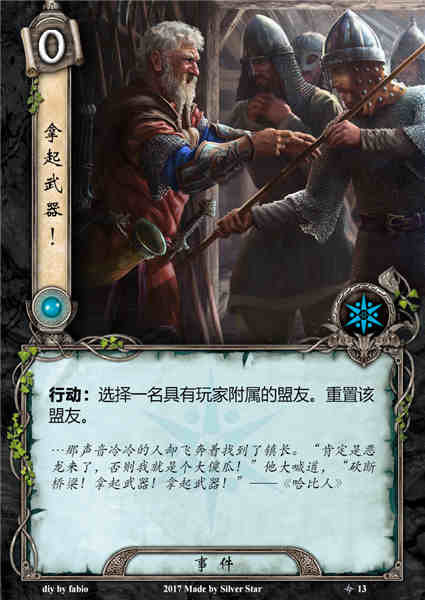 0
拿起武器！
行动：选择一名具有玩家附属的盟友。重置该
盟友。
…那声音冷冷的人却飞奔着找到了镇长。“肯定是恶
龙来了，否则我就是个大傻瓜！”他大喊道，“砍断
桥梁！拿起武器！拿起武器！”——《哈比人》
事件
diy by fabio 2017 Made by Silver Star 13